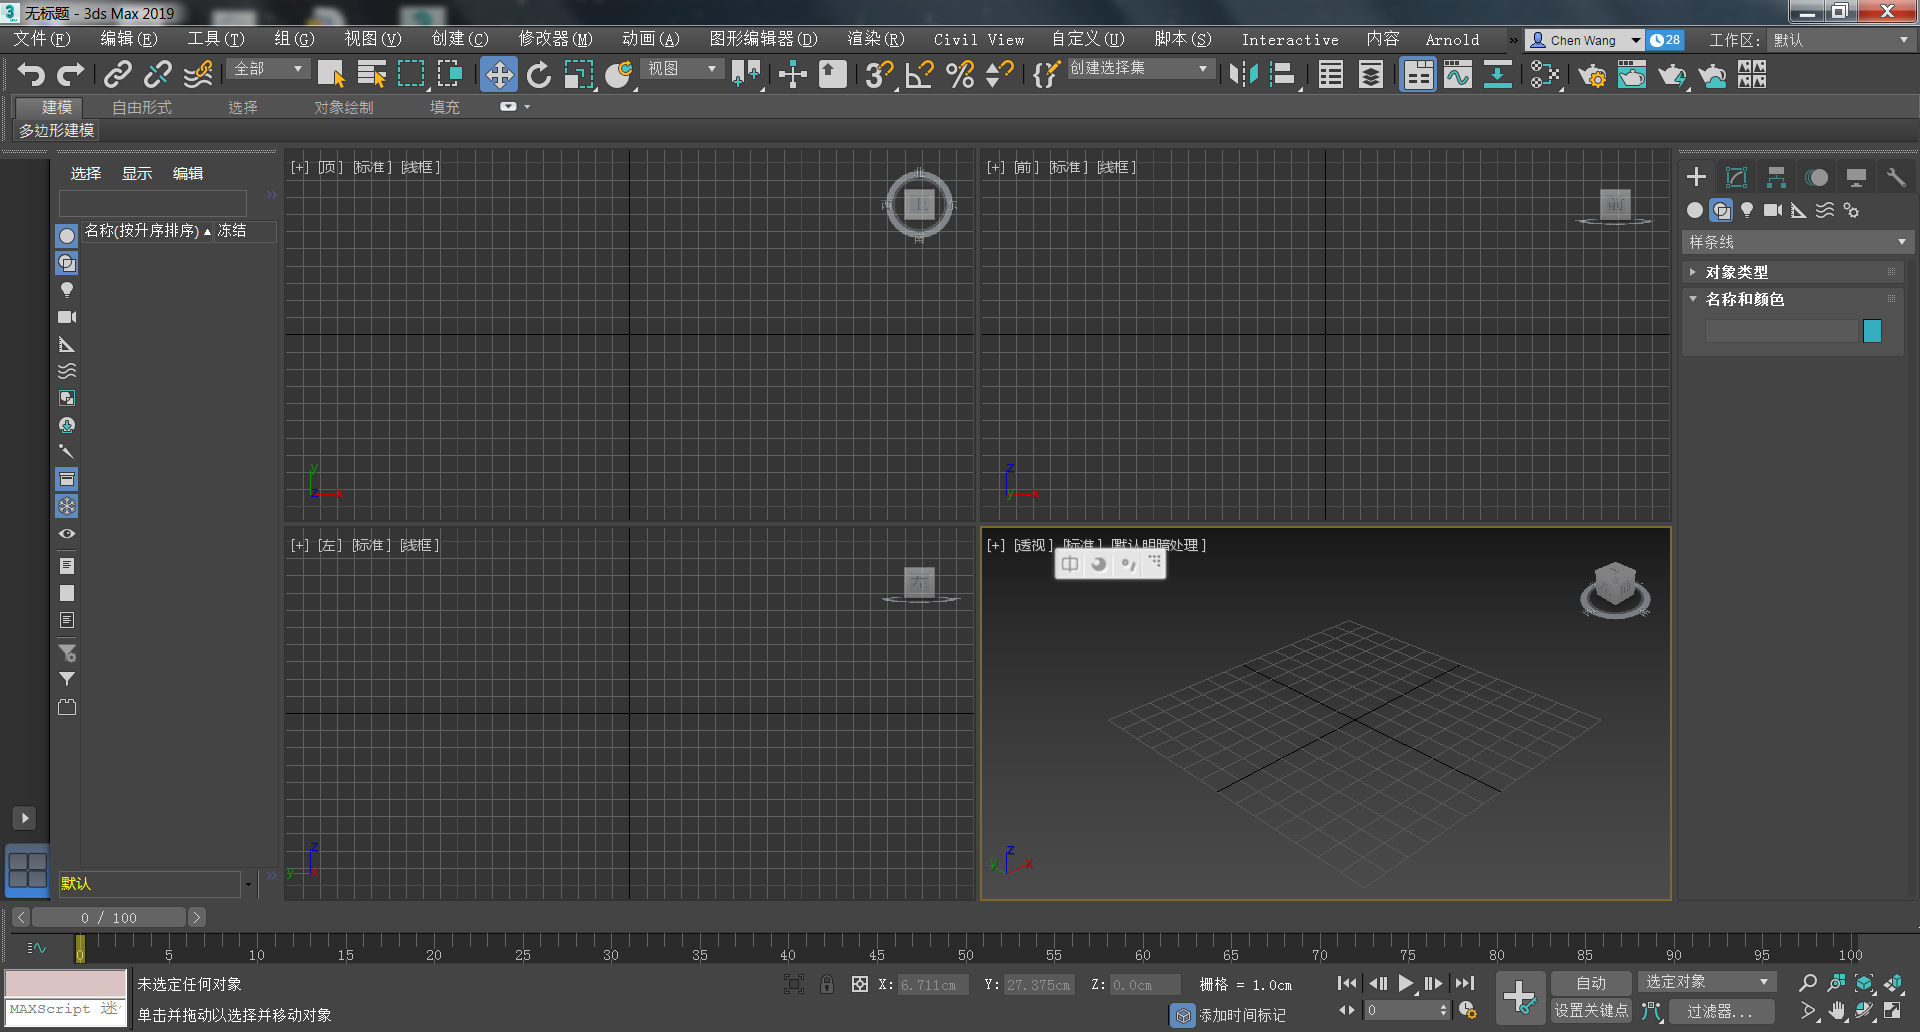 无标题 - 3ds Max 2019
文件(F) 编辑(E) 工具(T) 组(G) 视图(V) 创建(C) 修改器(M) 动画(A) 图形编辑器(D) 渲染(R) Civil View 自定义(U) 脚本(S) Interactive 内容 Arnold » Chen Wang 28 工作区: 默认
全部 视图 3 创建选择集
建模 自由形式 选择 对象绘制 填充
多边形建模
选择 显示 编辑
名称(按升序排序) 冻结
默认
[+] [顶] [标准] [线框]
北 西 上 东 南
y z x
[+] [前] [标准] [线框]
前
z y x
[+] [左] [标准] [线框]
左
z y x
[+] [透视] [标准] [默认明暗处理]
中
z y x
样条线
对象类型
名称和颜色
0 / 100
0 5 10 15 20 25 30 35 40 45 50 55 60 65 70 75 80 85 90 95 100
未选定任何对象 X: 6.711cm Y: 27.375cm Z: 0.0cm 栅格 = 1.0cm 自动 选定对象
MAXScript 迷 单击并拖动以选择并移动对象 添加时间标记 0 设置关键点 过滤器...